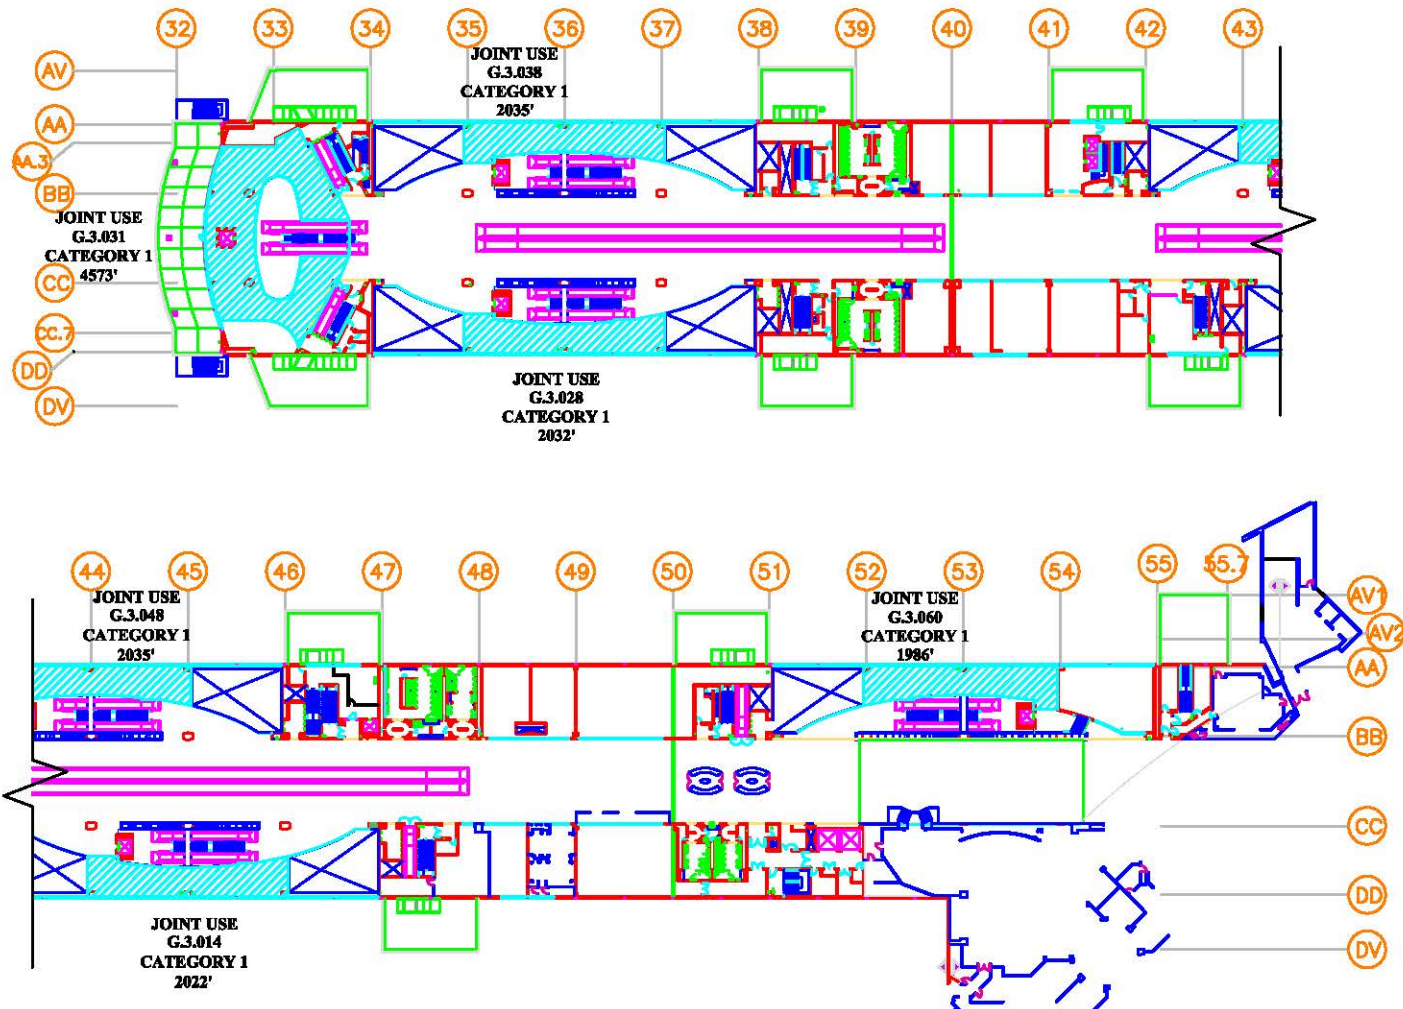 32 33 34 35 36 37 38 39 40 41 42 43
JOINT USE
G.3.038
CATEGORY 1
2035'
AV
AA
AA.3
BB
JOINT USE
G.3.031
CATEGORY 1
4573'
CC
CC.7
DD
DV
JOINT USE
G.3.028
CATEGORY 1
2032'
44 45 46 47 48 49 50 51 52 53 54 55 55.7
JOINT USE
G.3.048
CATEGORY 1
2035'
JOINT USE
G.3.060
CATEGORY 1
1986'
AV1
AV2
AA
BB
CC
DD
DV
JOINT USE
G.3.014
CATEGORY 1
2022'